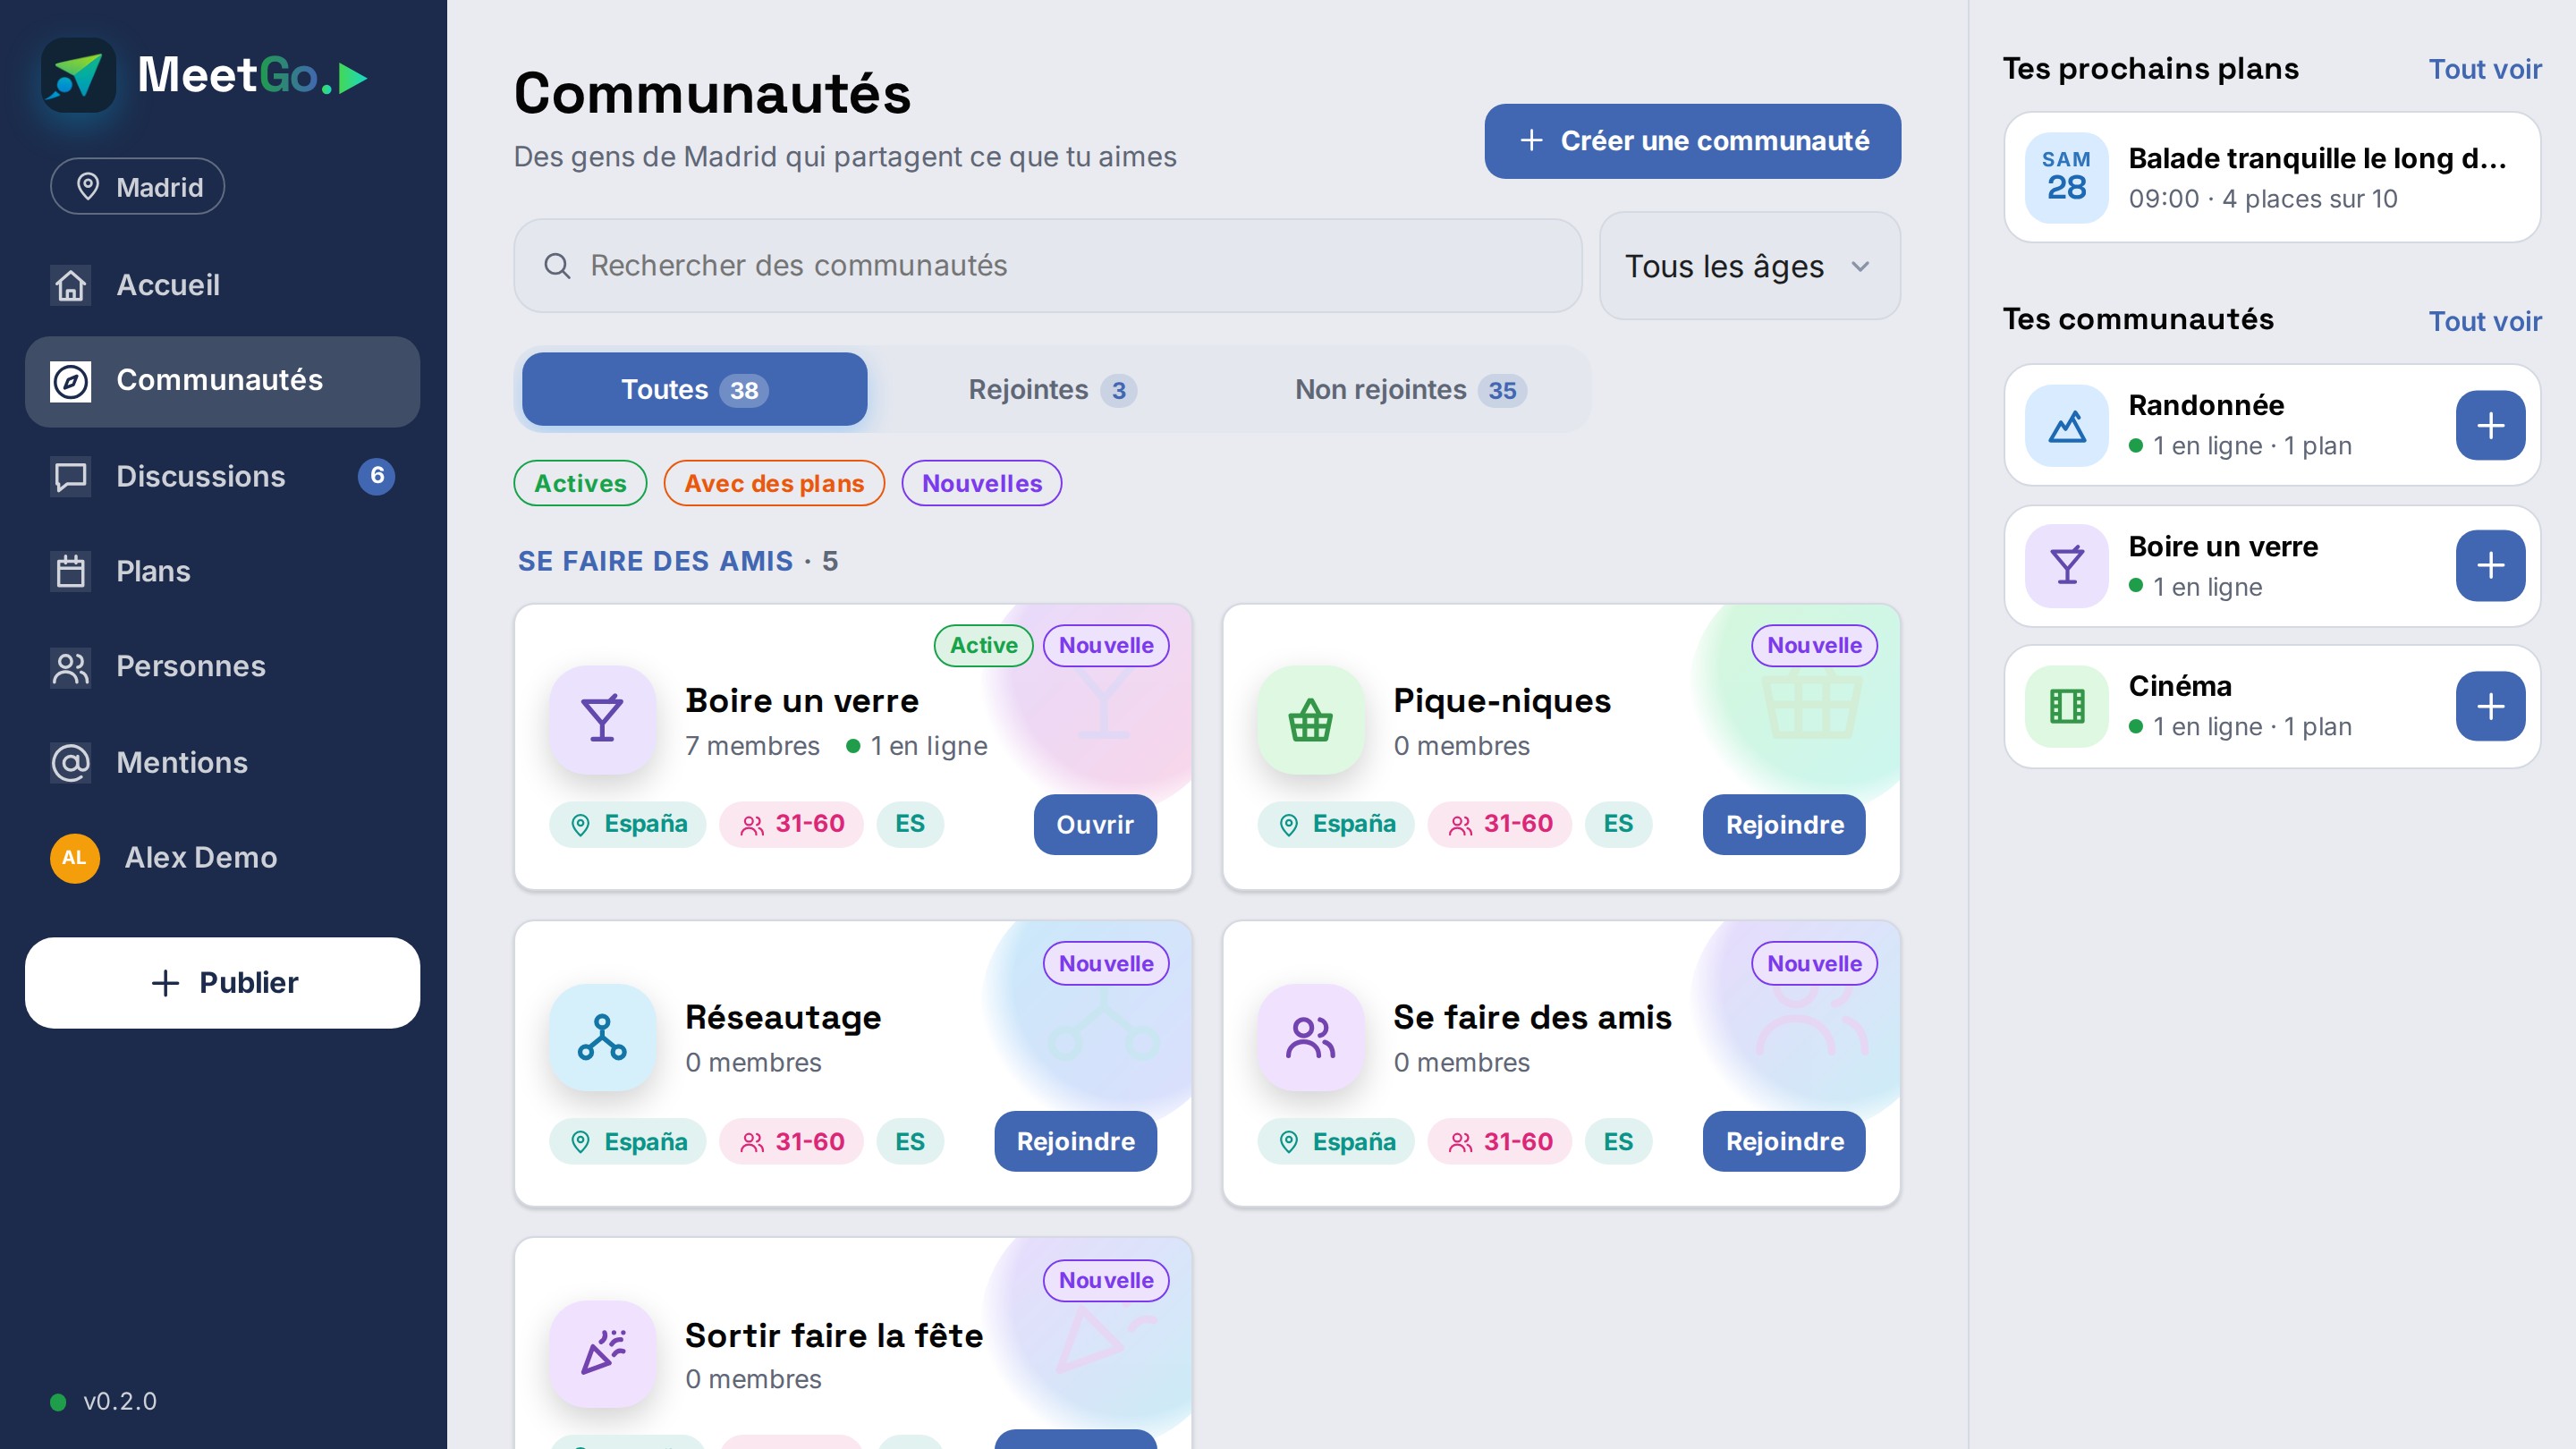 MeetGo.
Madrid
Accueil
Communautés
Discussions 6
Plans
Personnes
Mentions
AL Alex Demo
Publier
v0.2.0
Communautés
Des gens de Madrid qui partagent ce que tu aimes
Créer une communauté
Rechercher des communautés
Tous les âges
Toutes 38
Rejointes 3
Non rejointes 35
Actives
Avec des plans
Nouvelles
SE FAIRE DES AMIS · 5
Active
Nouvelle
Boire un verre
7 membres
1 en ligne
España
31-60
ES
Ouvrir
Nouvelle
Pique-niques
0 membres
España
31-60
ES
Rejoindre
Nouvelle
Réseautage
0 membres
España
31-60
ES
Rejoindre
Nouvelle
Se faire des amis
0 membres
España
31-60
ES
Rejoindre
Nouvelle
Sortir faire la fête
0 membres
Tes prochains plans
Tout voir
SAM
28
Balade tranquille le long d...
09:00 · 4 places sur 10
Tes communautés
Tout voir
Randonnée
1 en ligne · 1 plan
Boire un verre
1 en ligne
Cinéma
1 en ligne · 1 plan